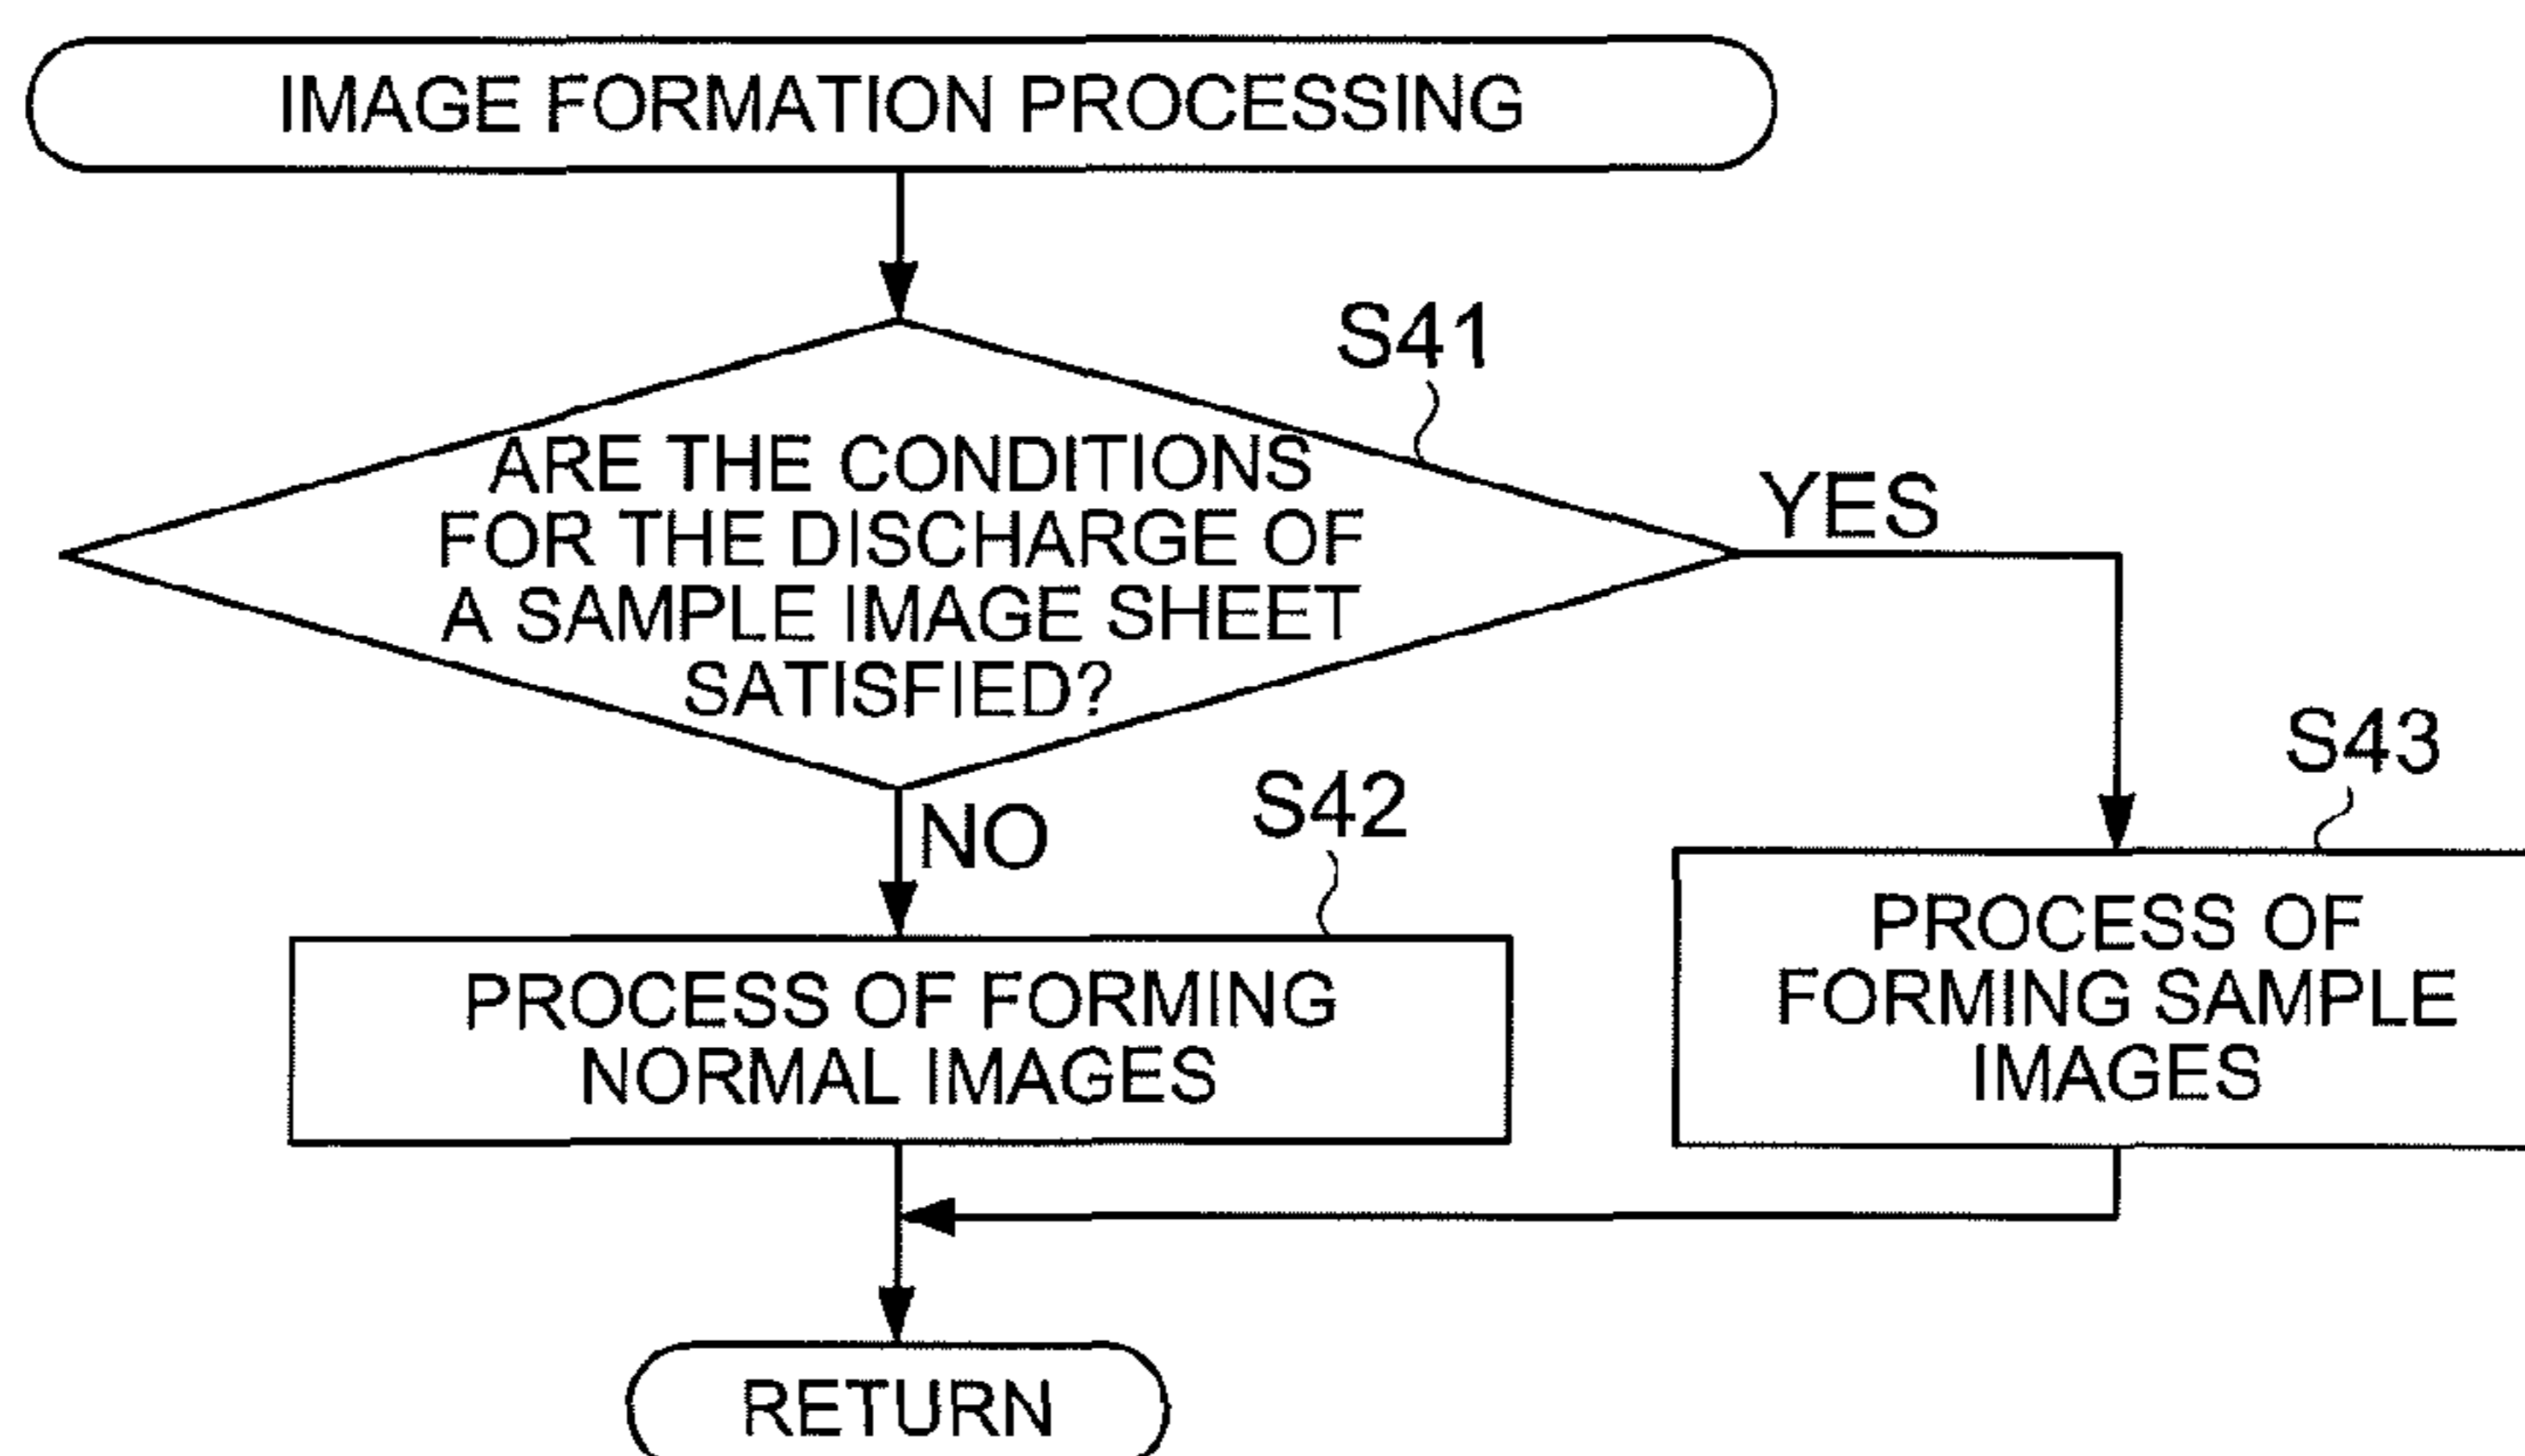 IMAGE FORMATION PROCESSING
S41
ARE THE CONDITIONS
FOR THE DISCHARGE OF
A SAMPLE IMAGE SHEET
SATISFIED?
YES
NO
S42
PROCESS OF FORMING
NORMAL IMAGES
S43
PROCESS OF
FORMING SAMPLE
IMAGES
RETURN